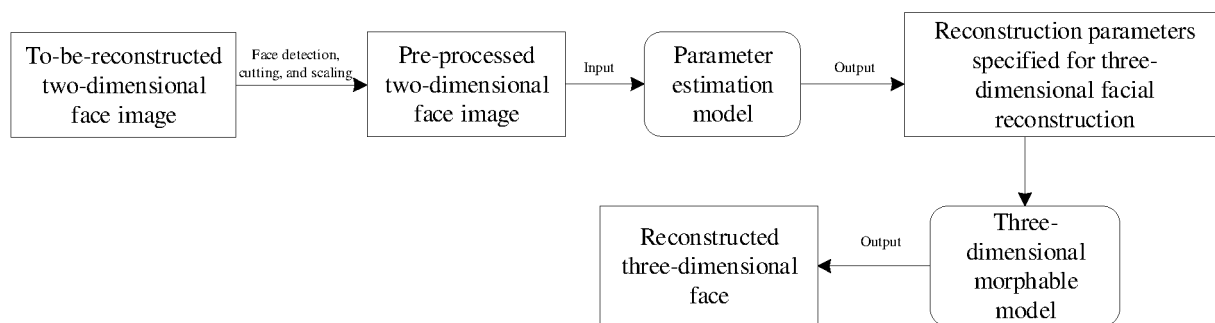 To-be-reconstructed
two-dimensional
face image
Face detection,
cutting, and scaling
Pre-processed
two-dimensional
face image
Input
Parameter
estimation
model
Output
Reconstruction parameters
specified for three-
dimensional facial
reconstruction
Three-
dimensional
morphable
model
Output
Reconstructed
three-dimensional
face